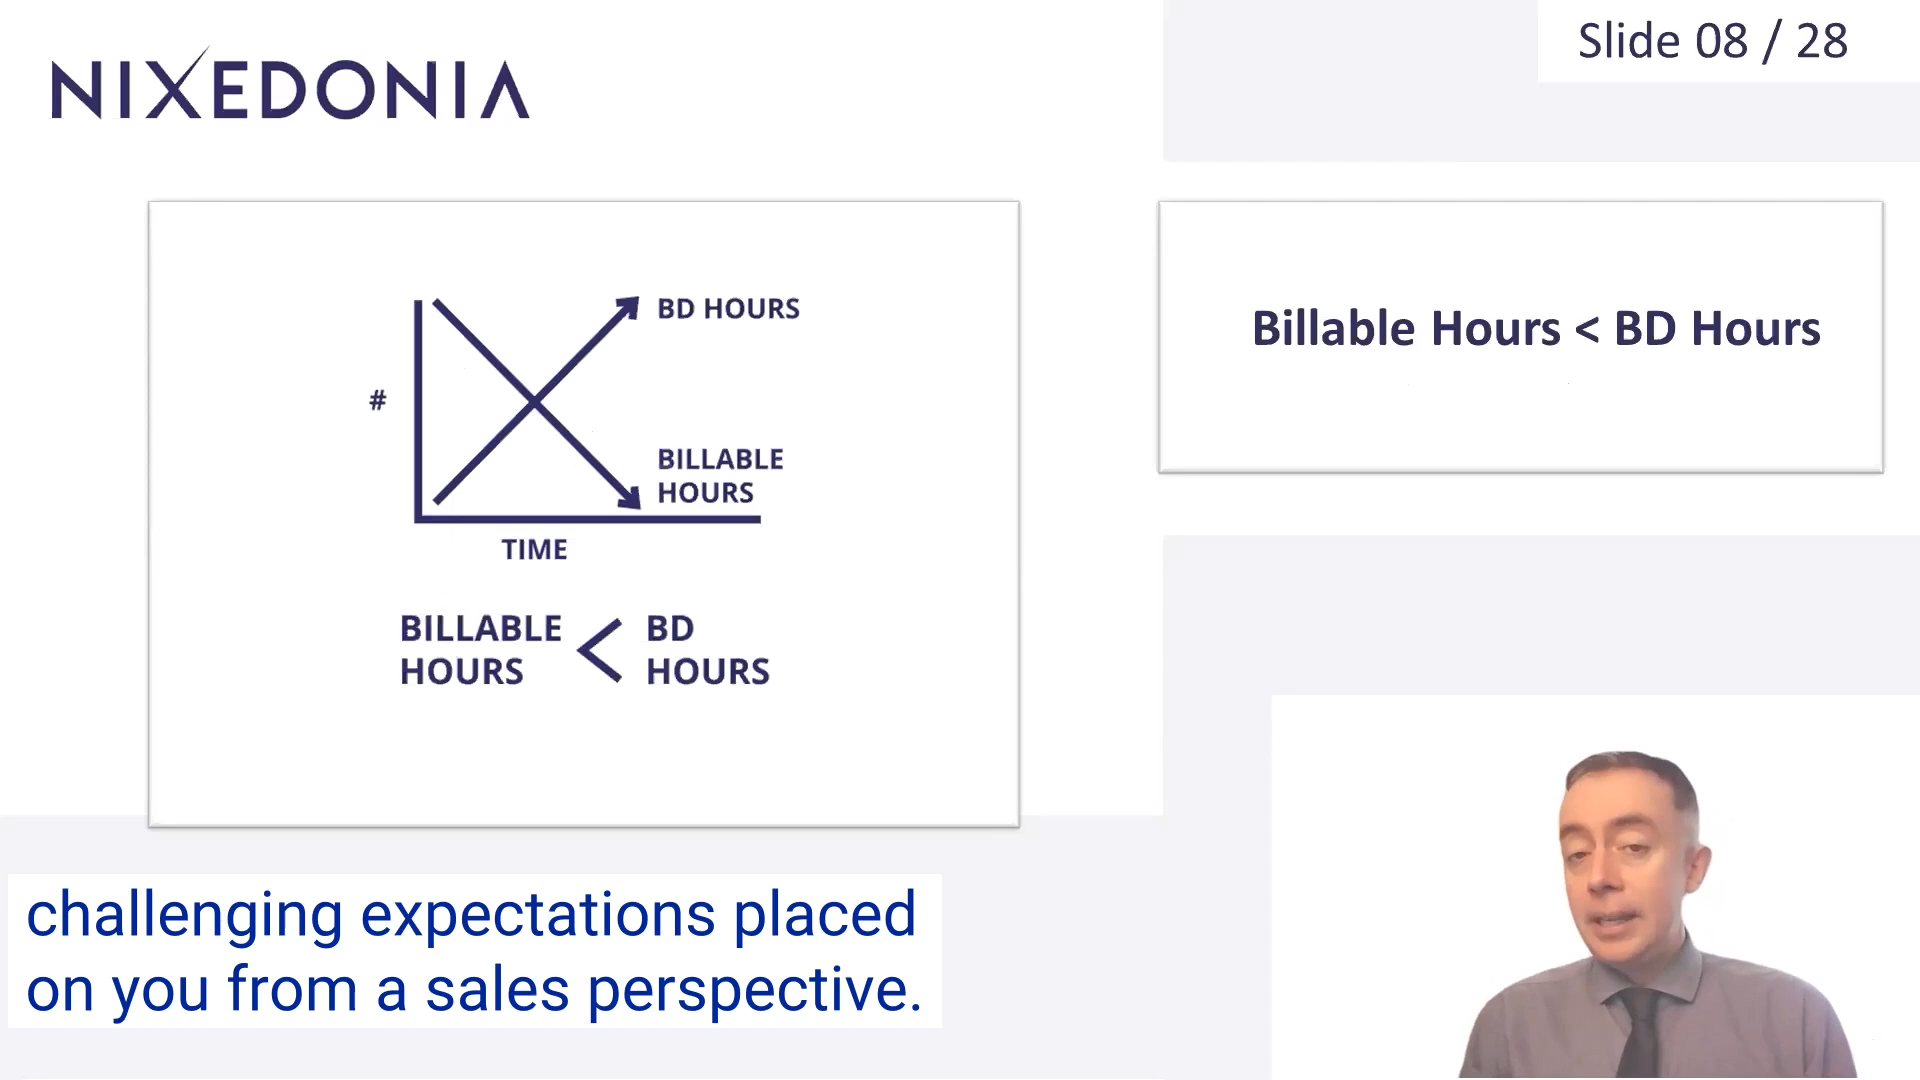 NIXEDONIA
Slide 08 / 28
BD HOURS
#
BILLABLE
HOURS
TIME
BILLABLE < BD
HOURS HOURS
Billable Hours < BD Hours
challenging expectations placed
on you from a sales perspective.